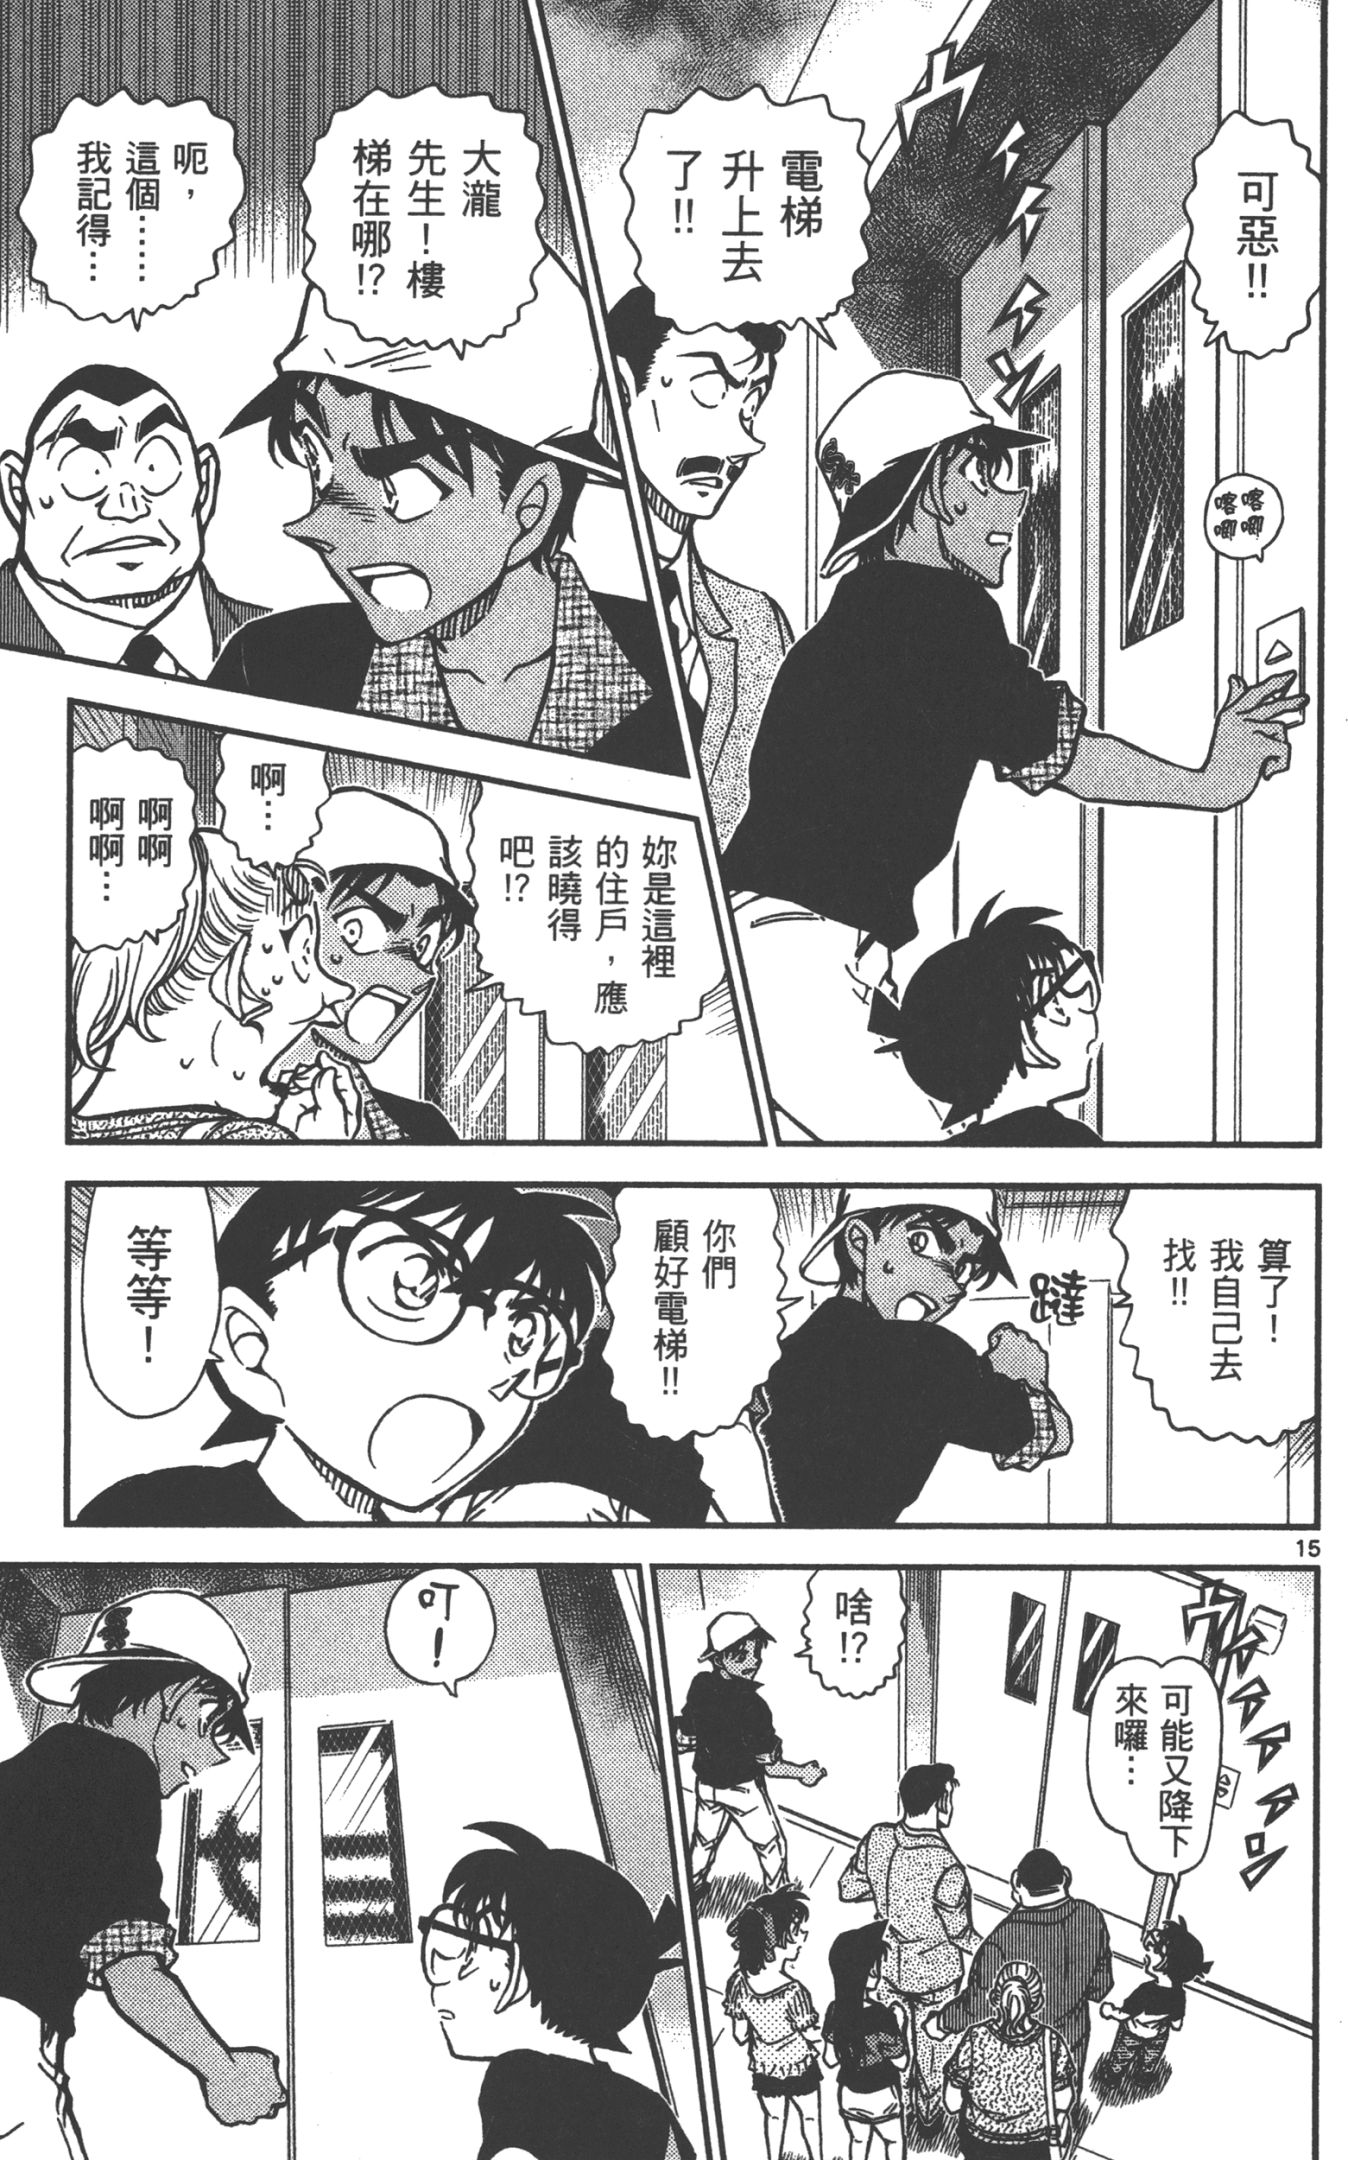 可惡!!
喀喀
唧唧
電梯
升上去
了!!
大瀧
先生！樓
梯在哪!?
呃，
這個……
我記得…
妳是這裡
的住戶，應
該曉得
吧!?
啊…
啊啊
啊啊…
算了！
我自己去
找!!
躂
你們
顧好電梯!!
等等！
15
可能又降下
來囉…
啥!?
叮！